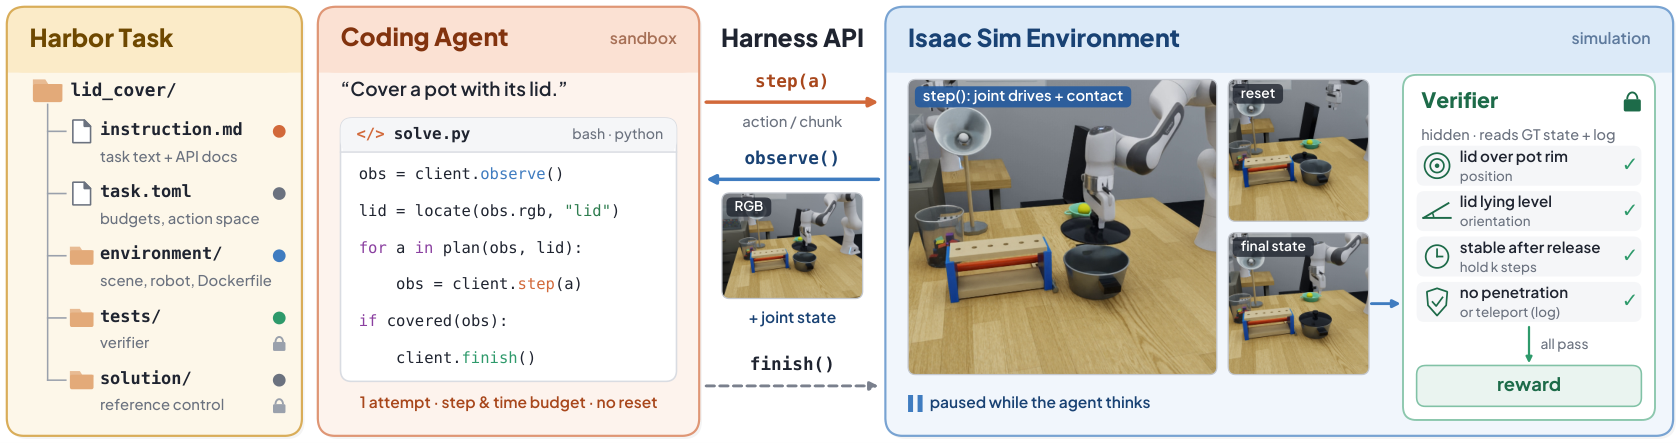 Harbor Task
lid_cover/
instruction.md
task text + API docs
task.toml
budgets, action space
environment/
scene, robot, Dockerfile
tests/
verifier
solution/
reference control
Coding Agent
sandbox
“Cover a pot with its lid.”
</> solve.py
bash · python
obs = client.observe()
lid = locate(obs.rgb, "lid")
for a in plan(obs, lid):
obs = client.step(a)
if covered(obs):
client.finish()
1 attempt · step & time budget · no reset
Harness API
step(a)
action / chunk
observe()
RGB
+ joint state
finish()
Isaac Sim Environment
simulation
step(): joint drives + contact
reset
final state
paused while the agent thinks
Verifier
hidden · reads GT state + log
lid over pot rim
position
lid lying level
orientation
stable after release
hold k steps
no penetration
or teleport (log)
all pass
reward